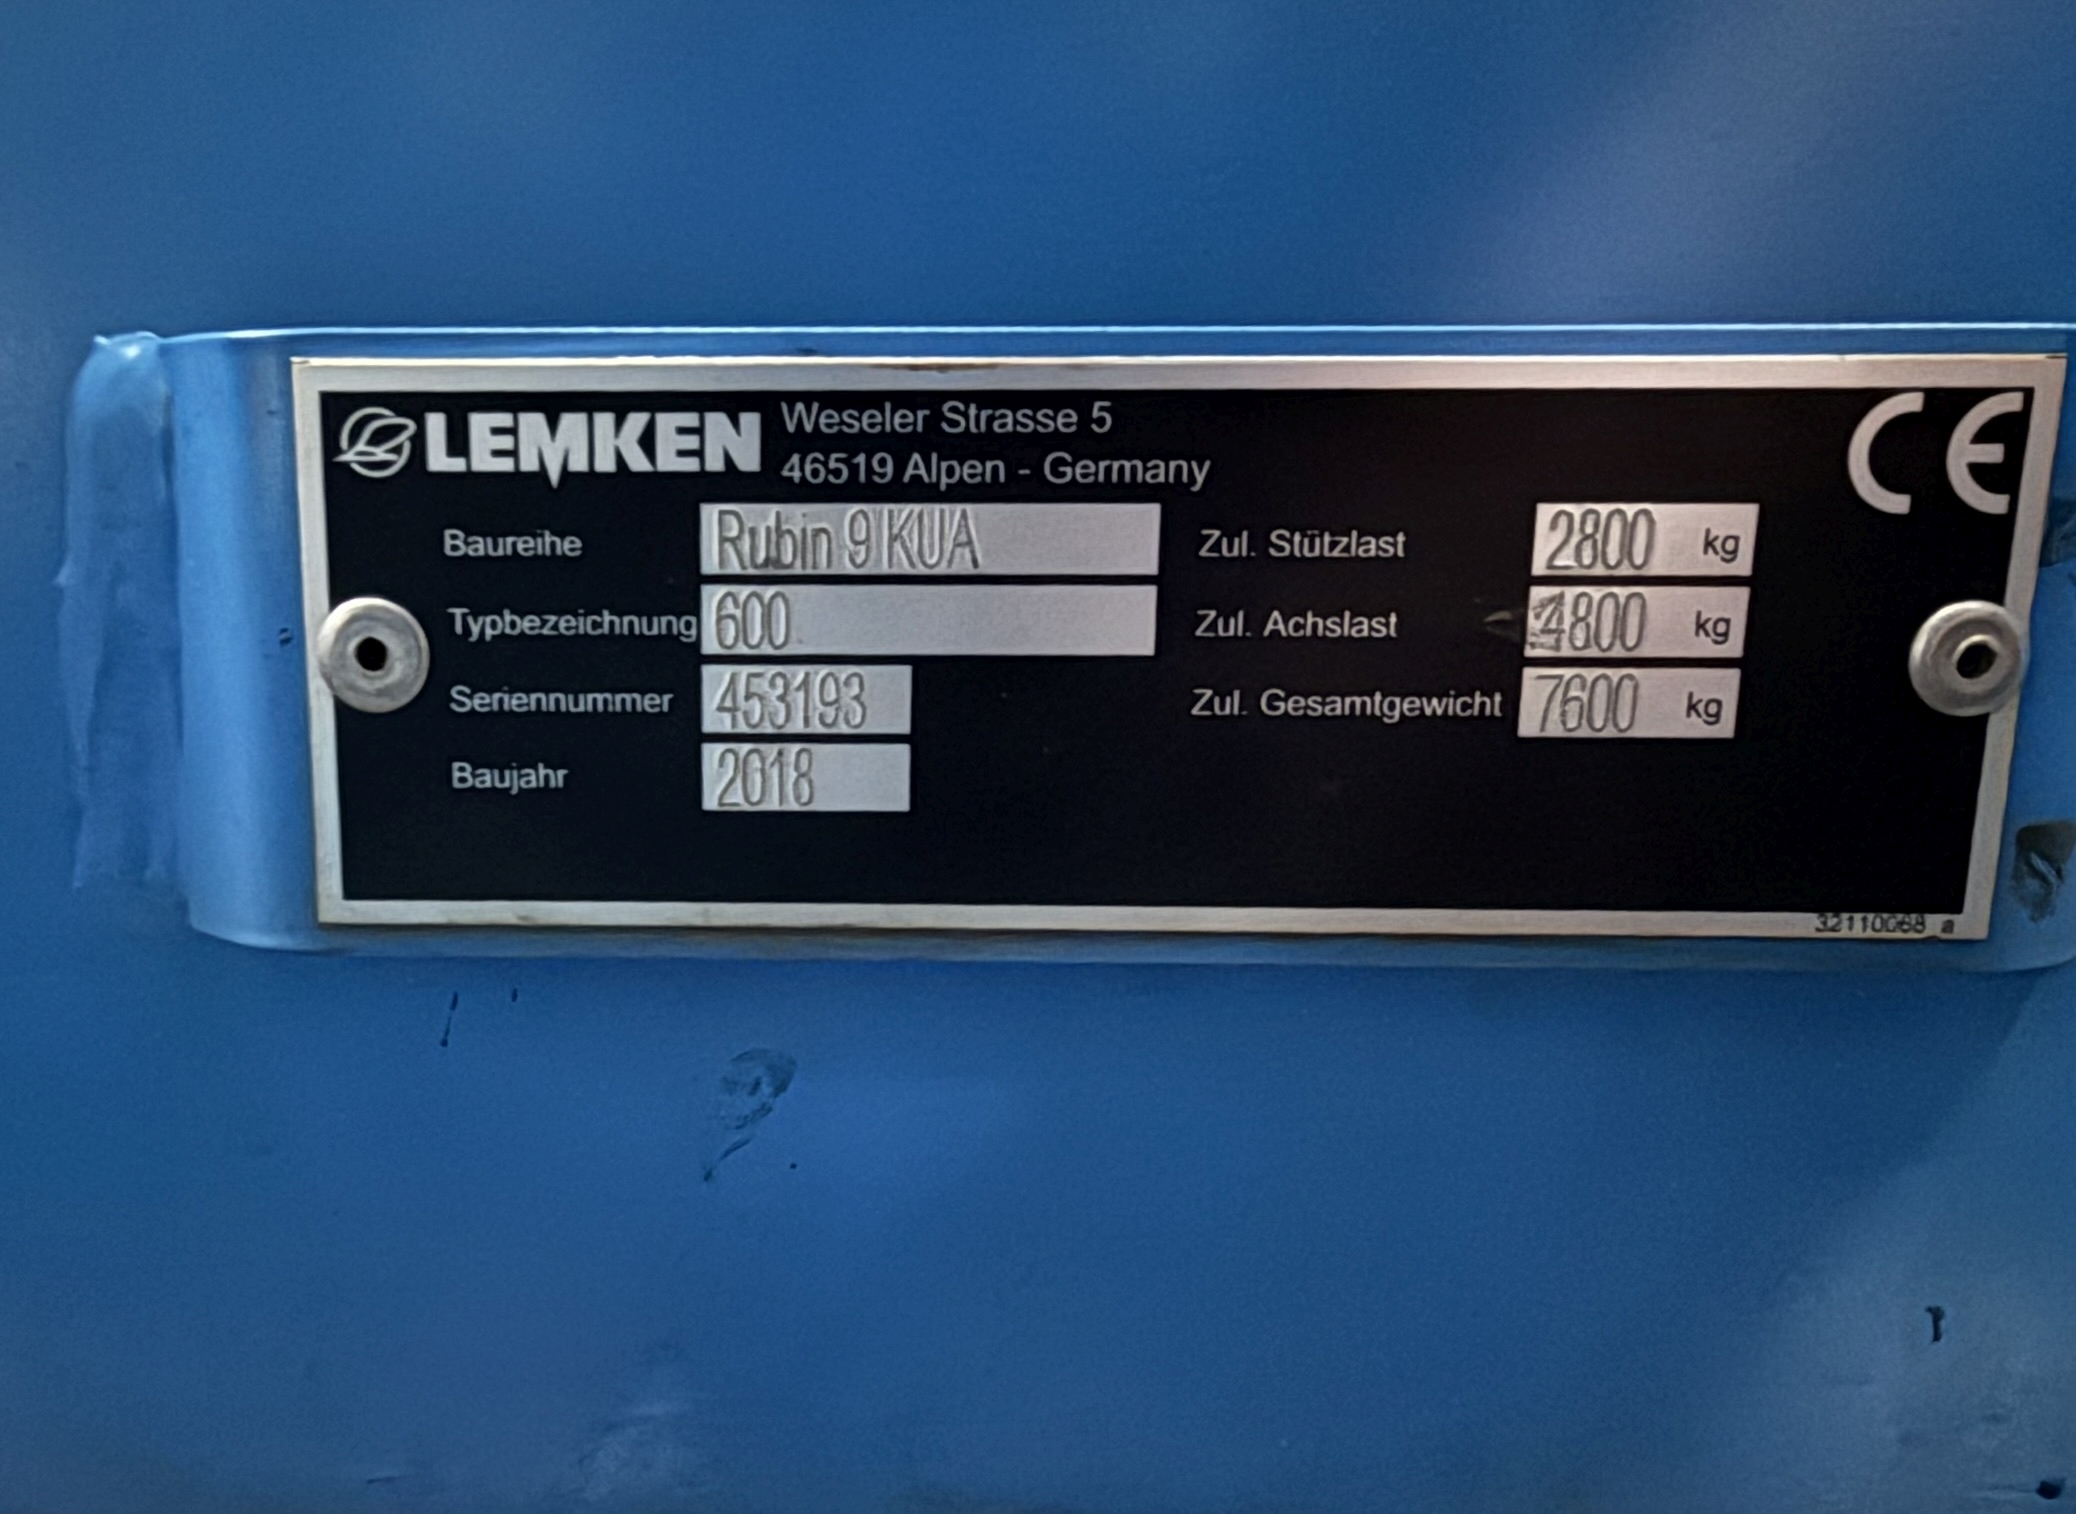 LEMKEN Weseler Strasse 5
46519 Alpen - Germany
CE
Baureihe Rubin 9 KUA Zul. Stützlast 2800 kg
Typbezeichnung 600 Zul. Achslast 4800 kg
Seriennummer 453193 Zul. Gesamtgewicht 7600 kg
Baujahr 2018
32110068 a